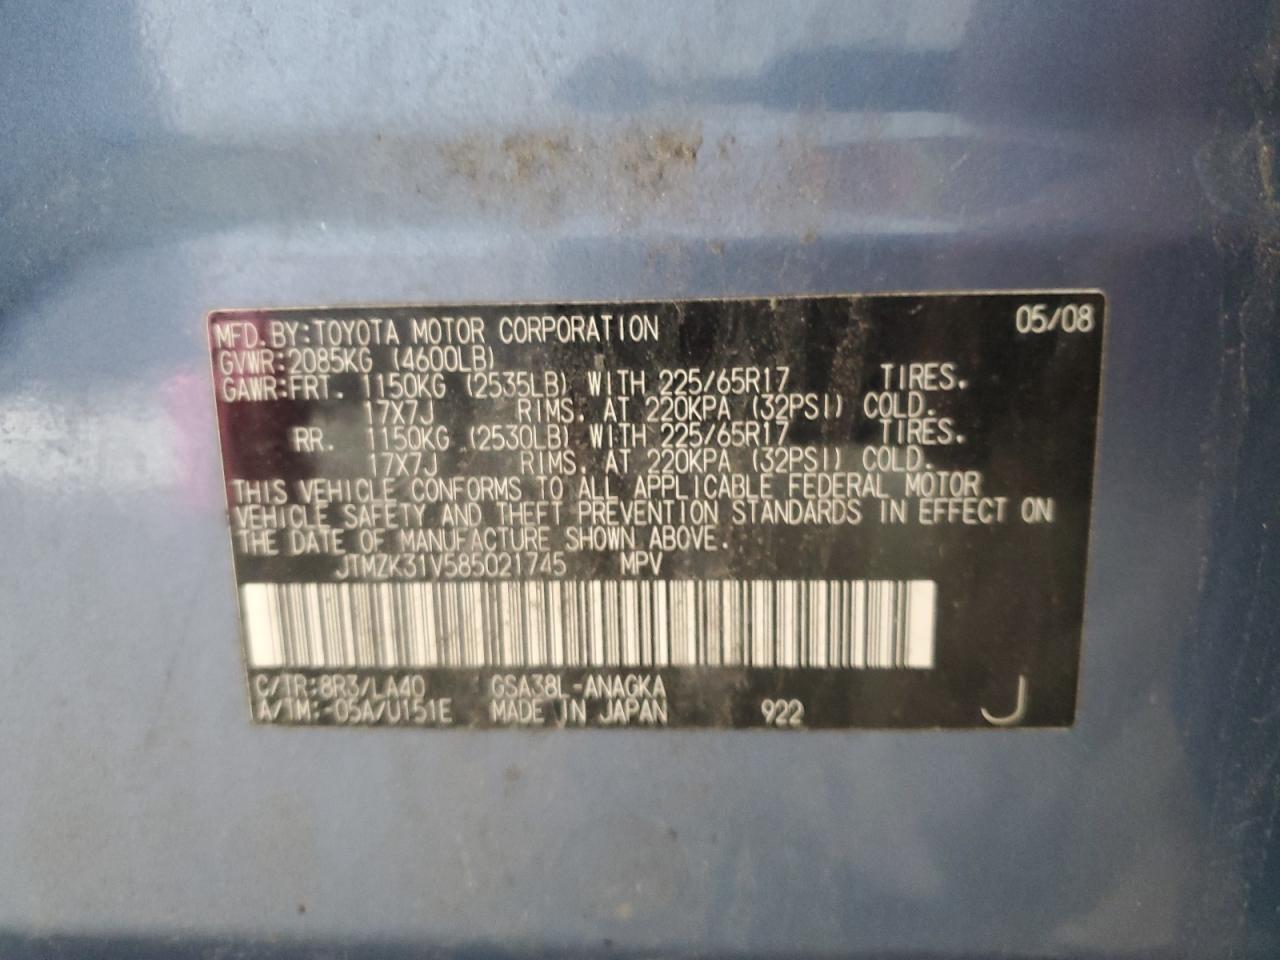 MFD. BY: TOYOTA MOTOR CORPORATION 05/08
GVWR: 2085KG (4600LB)
GAWR: FRT. 1150KG (2535LB) WITH 225/65R17 TIRES.
17X7J RIMS. AT 220KPA (32PSI) COLD.
RR. 1150KG (2530LB) WITH 225/65R17 TIRES.
17X7J RIMS. AT 220KPA (32PSI) COLD.
THIS VEHICLE CONFORMS TO ALL APPLICABLE FEDERAL MOTOR
VEHICLE SAFETY AND THEFT PREVENTION STANDARDS IN EFFECT ON
THE DATE OF MANUFACTURE SHOWN ABOVE.
JTMZK31V585021745 MPV
C/TR: 8R3/LA40 GSA38L-ANAGKA
A/TM: -05A/U151E MADE IN JAPAN 922 J